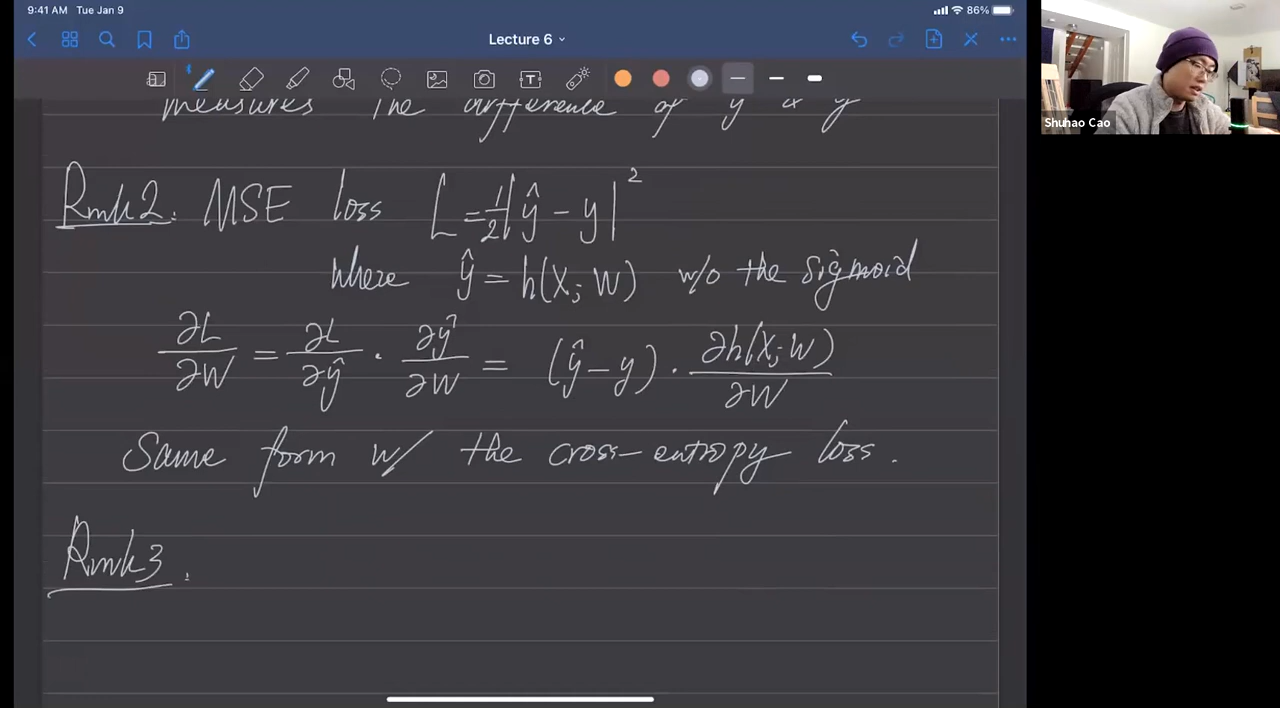 9:41 AM Tue Jan 9
86%
Lecture 6
Shuhao Cao
measures the difference of ŷ & y
Rmk2. MSE loss L = 1/2 |ŷ - y|²
where ŷ = h(X; W) w/o the sigmoid
∂L/∂W = ∂L/∂ŷ · ∂ŷ/∂W = (ŷ - y) · ∂h(X; W)/∂W
Same form w/ the cross-entropy loss.
Rmk3.